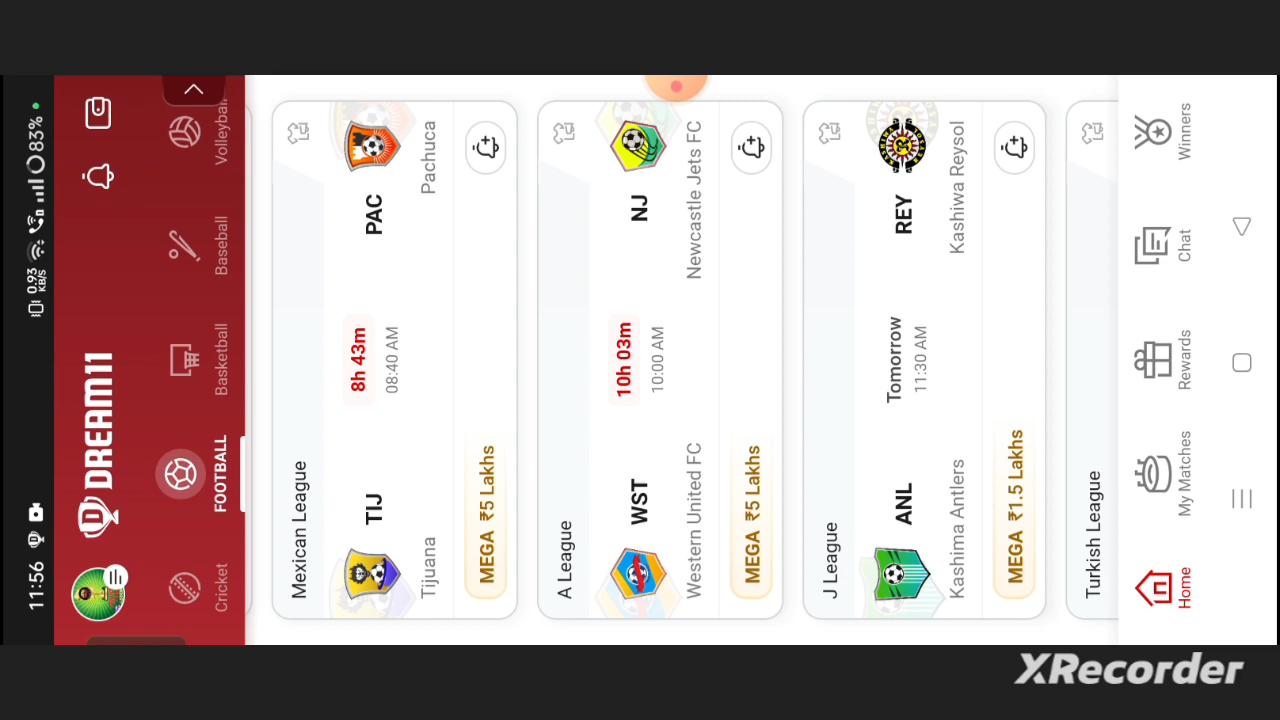 11:56
0.93
KB/S
83%
DREAM11
Cricket
FOOTBALL
Basketball
Baseball
Volleyball
Mexican League
TIJ
8h 43m
PAC
08:40 AM
Tijuana
Pachuca
MEGA ₹5 Lakhs
A League
WST
10h 03m
NJ
10:00 AM
Western United FC
Newcastle Jets FC
MEGA ₹5 Lakhs
J League
ANL
Tomorrow
REY
11:30 AM
Kashima Antlers
Kashiwa Reysol
MEGA ₹1.5 Lakhs
Turkish League
Home
My Matches
Rewards
Chat
Winners
XRecorder